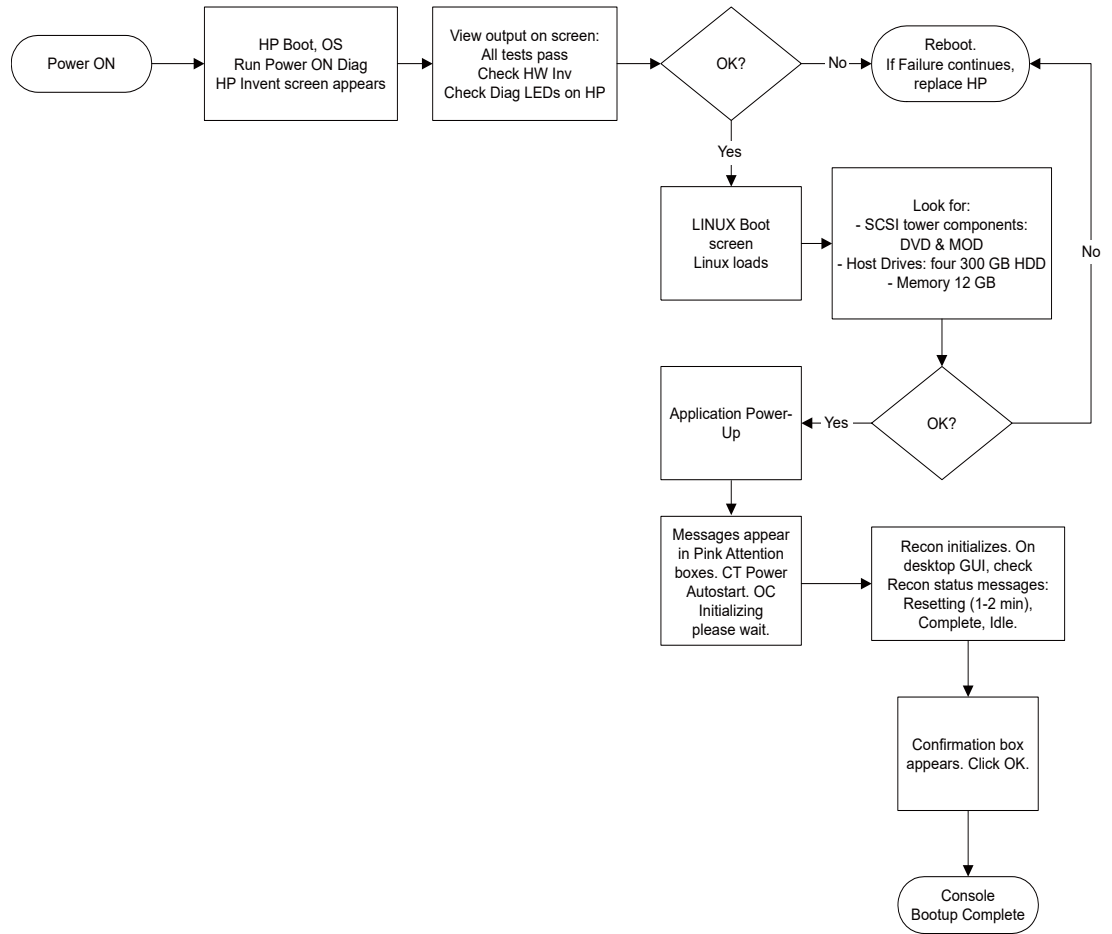 Power ON
HP Boot, OS
Run Power ON Diag
HP Invent screen appears
View output on screen:
All tests pass
Check HW Inv
Check Diag LEDs on HP
OK?
No
Reboot.
If Failure continues,
replace HP
Yes
LINUX Boot
screen
Linux loads
Look for:
- SCSI tower components:
DVD & MOD
- Host Drives: four 300 GB HDD
- Memory 12 GB
No
Application Power-
Up
Yes
OK?
Messages appear
in Pink Attention
boxes. CT Power
Autostart. OC
Initializing
please wait.
Recon initializes. On
desktop GUI, check
Recon status messages:
Resetting (1-2 min),
Complete, Idle.
Confirmation box
appears. Click OK.
Console
Bootup Complete